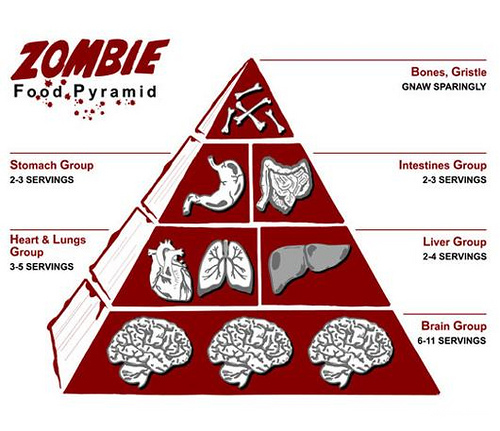 ZOMBIE
Food Pyramid
Bones, Gristle
GNAW SPARINGLY
Stomach Group
2-3 SERVINGS
Intestines Group
2-3 SERVINGS
Heart & Lungs
Group
3-5 SERVINGS
Liver Group
2-4 SERVINGS
Brain Group
6-11 SERVINGS